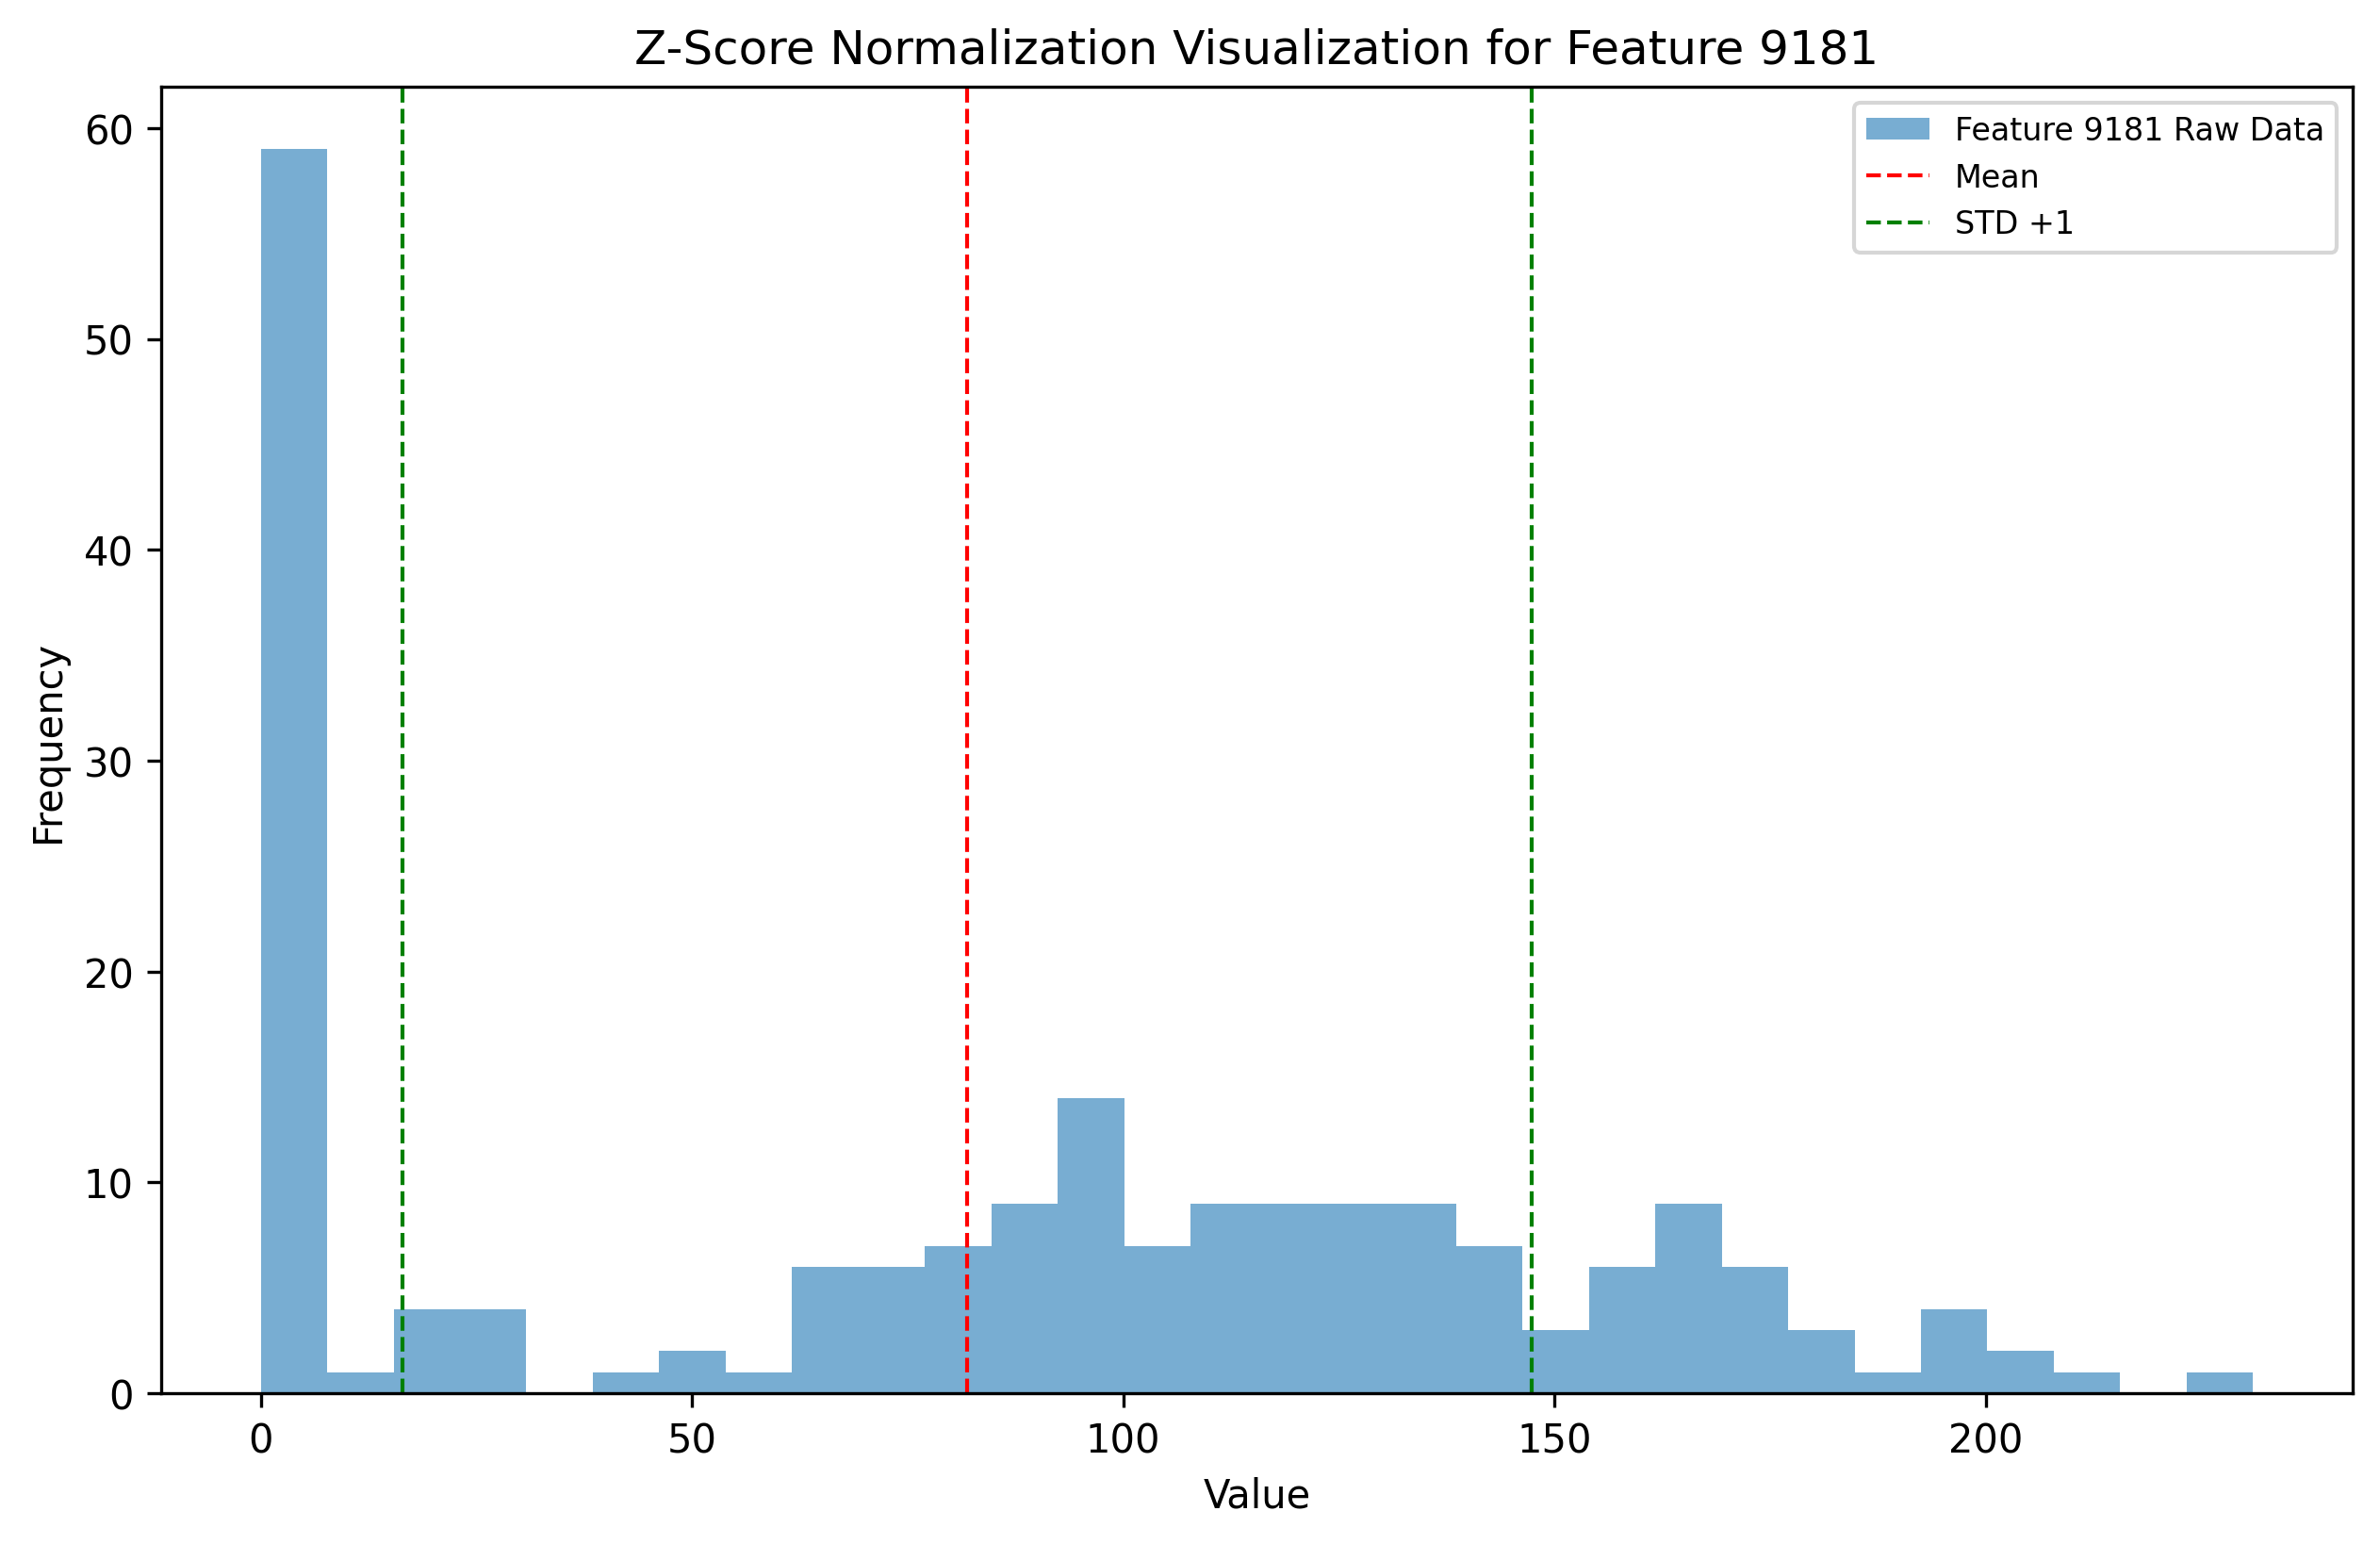 Z-Score Normalization Visualization for Feature 9181
Feature 9181 Raw Data
Mean
STD +1
60
50
40
30
20
10
0
Frequency
0 50 100 150 200
Value